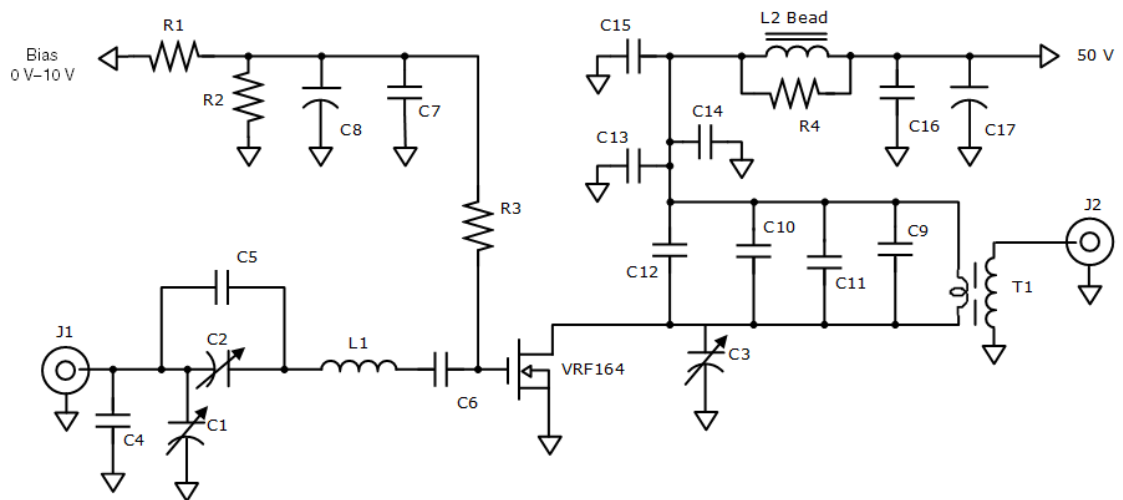 R1
Bias
0 V–10 V
R2
C8
C7
R3
C15
L2 Bead
50 V
R4
C16
C17
C14
C13
J2
C12
C10
C11
C9
T1
C5
J1
C2
L1
C6
VRF164
C3
C4
C1